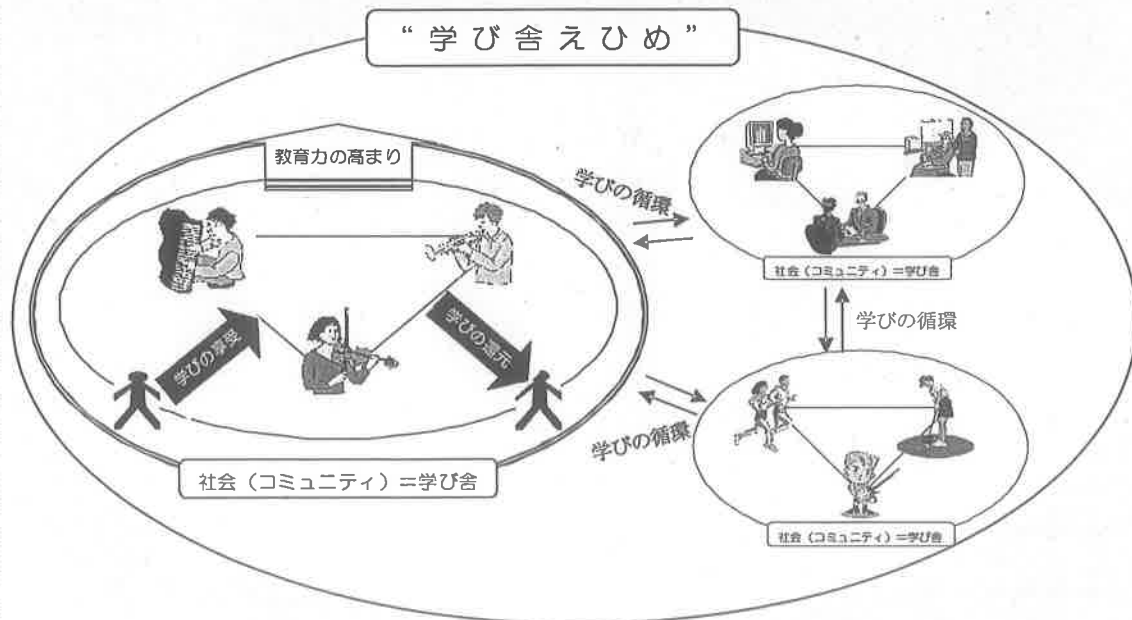 “学び舎えひめ”
教育力の高まり
学びの享受
学びの還元
社会（コミュニティ）＝学び舎
学びの循環
社会（コミュニティ）＝学び舎
学びの循環
学びの循環
社会（コミュニティ）＝学び舎